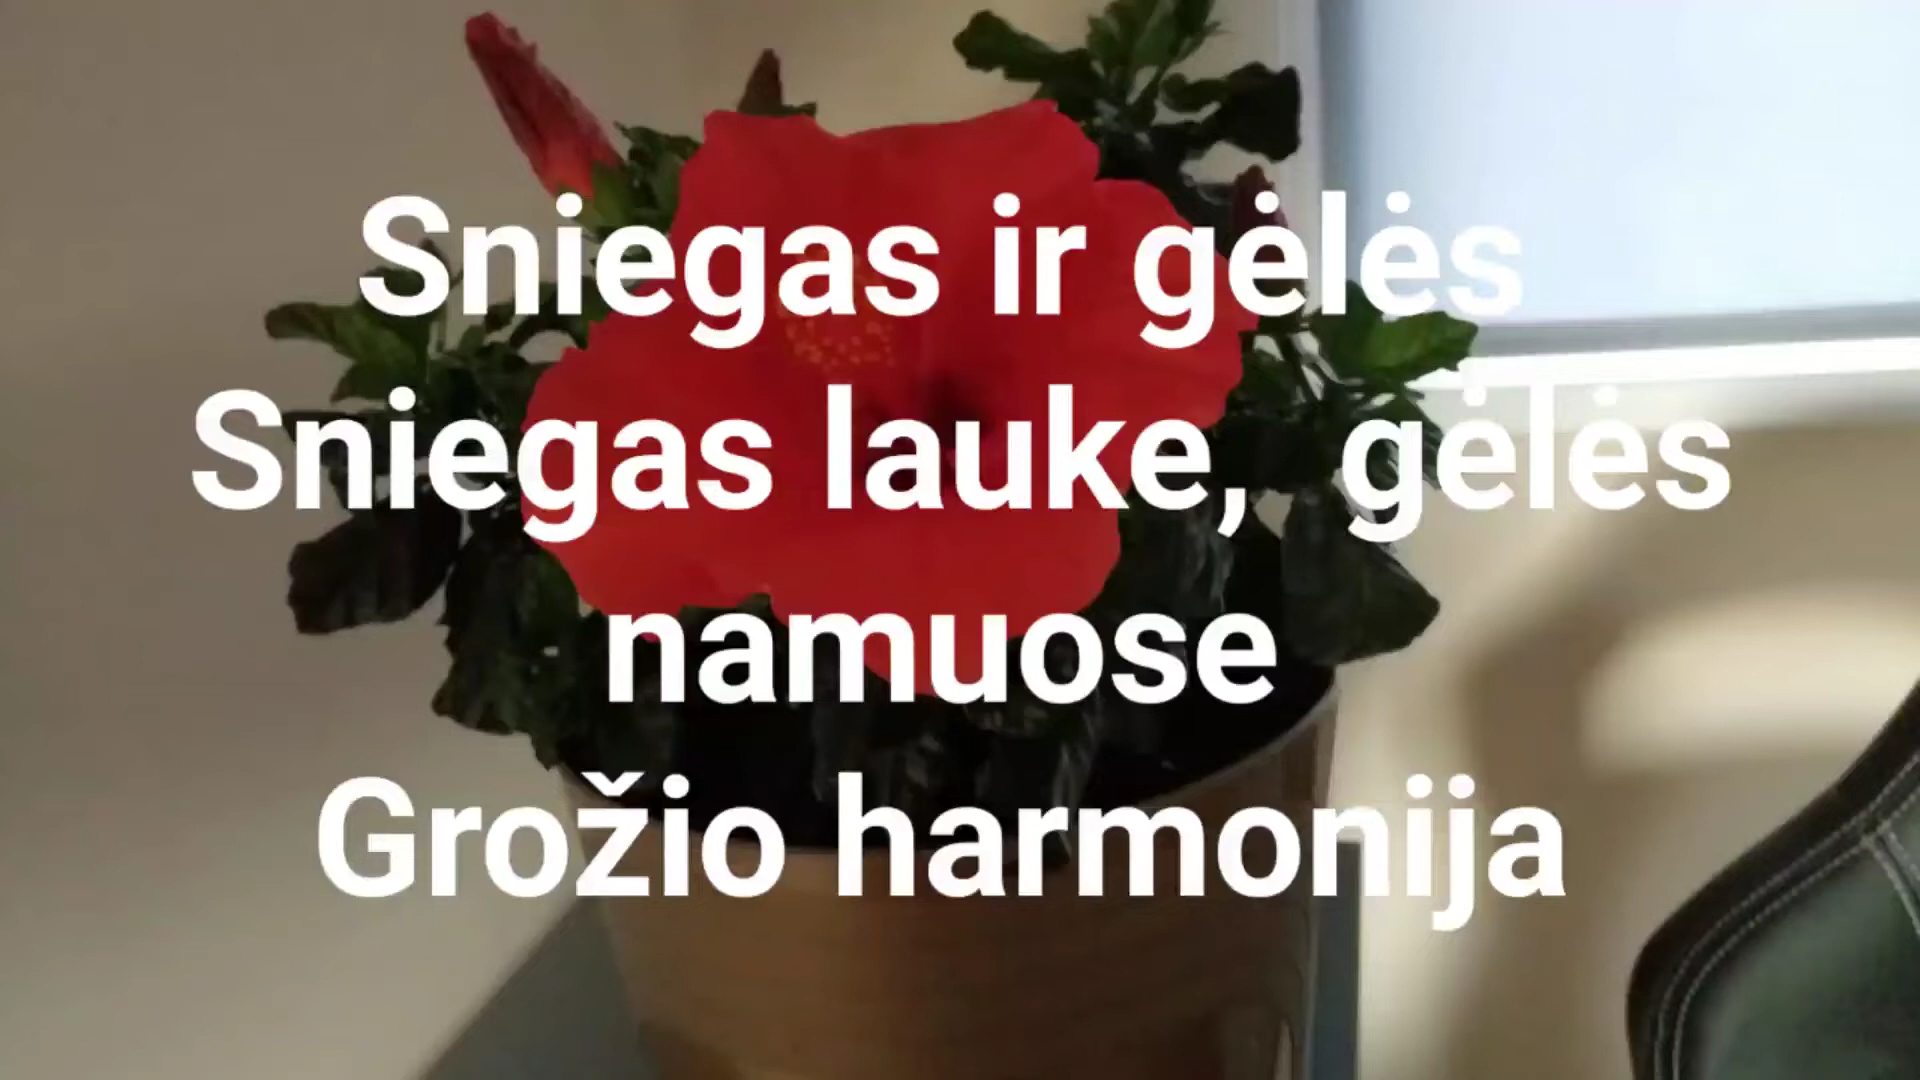 Sniegas ir gėlės
Sniegas lauke, gėlės
namuose
Grožio harmonija